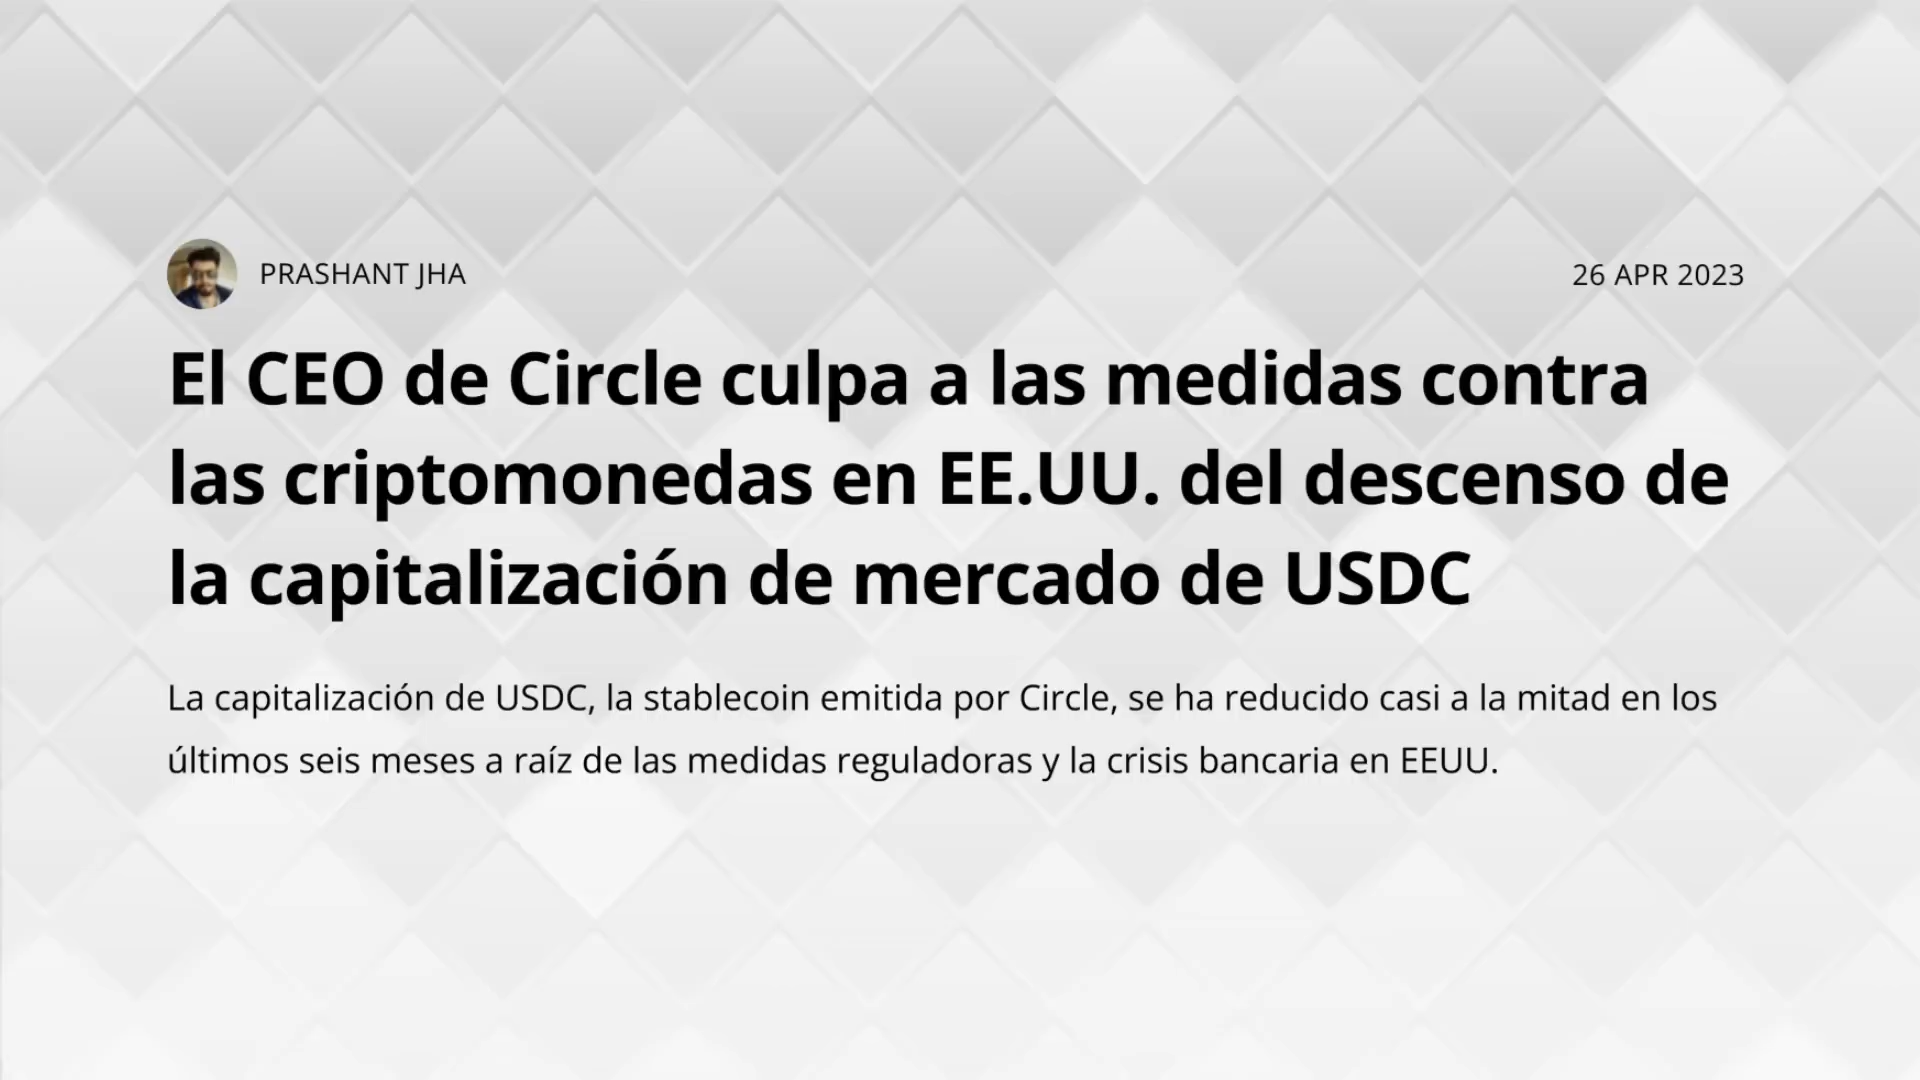 PRASHANT JHA
26 APR 2023
El CEO de Circle culpa a las medidas contra
las criptomonedas en EE.UU. del descenso de
la capitalización de mercado de USDC
La capitalización de USDC, la stablecoin emitida por Circle, se ha reducido casi a la mitad en los
últimos seis meses a raíz de las medidas reguladoras y la crisis bancaria en EEUU.